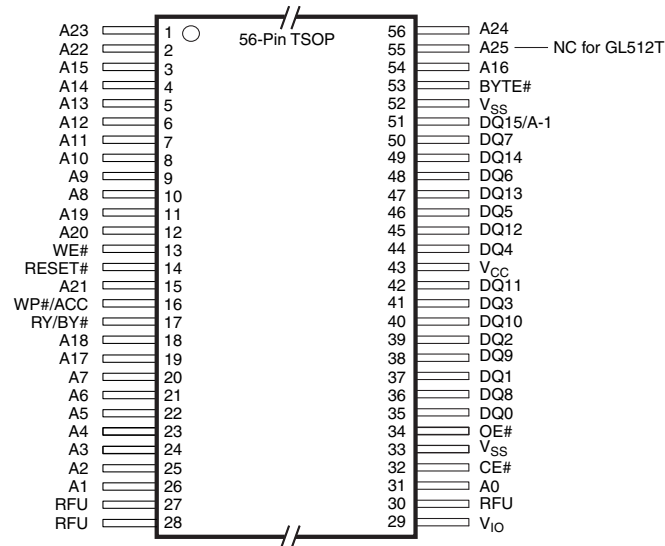 A23 1 56-Pin TSOP 56 A24
A22 2 55 A25 NC for GL512T
A15 3 54 A16
A14 4 53 BYTE#
A13 5 52 VSS
A12 6 51 DQ15/A-1
A11 7 50 DQ7
A10 8 49 DQ14
A9 9 48 DQ6
A8 10 47 DQ13
A19 11 46 DQ5
A20 12 45 DQ12
WE# 13 44 DQ4
RESET# 14 43 VCC
A21 15 42 DQ11
WP#/ACC 16 41 DQ3
RY/BY# 17 40 DQ10
A18 18 39 DQ2
A17 19 38 DQ9
A7 20 37 DQ1
A6 21 36 DQ8
A5 22 35 DQ0
A4 23 34 OE#
A3 24 33 VSS
A2 25 32 CE#
A1 26 31 A0
RFU 27 30 RFU
RFU 28 29 VIO